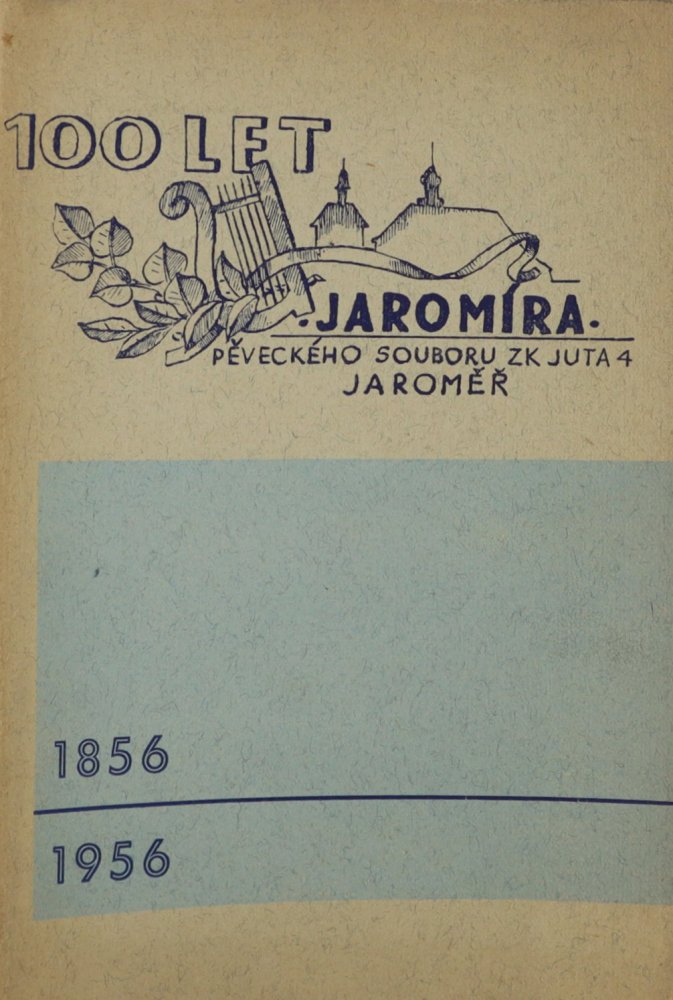 100 LET
·JAROMÍRA·
PĚVECKÉHO SOUBORU ZK JUTA 4
JAROMĚŘ
1856
1956